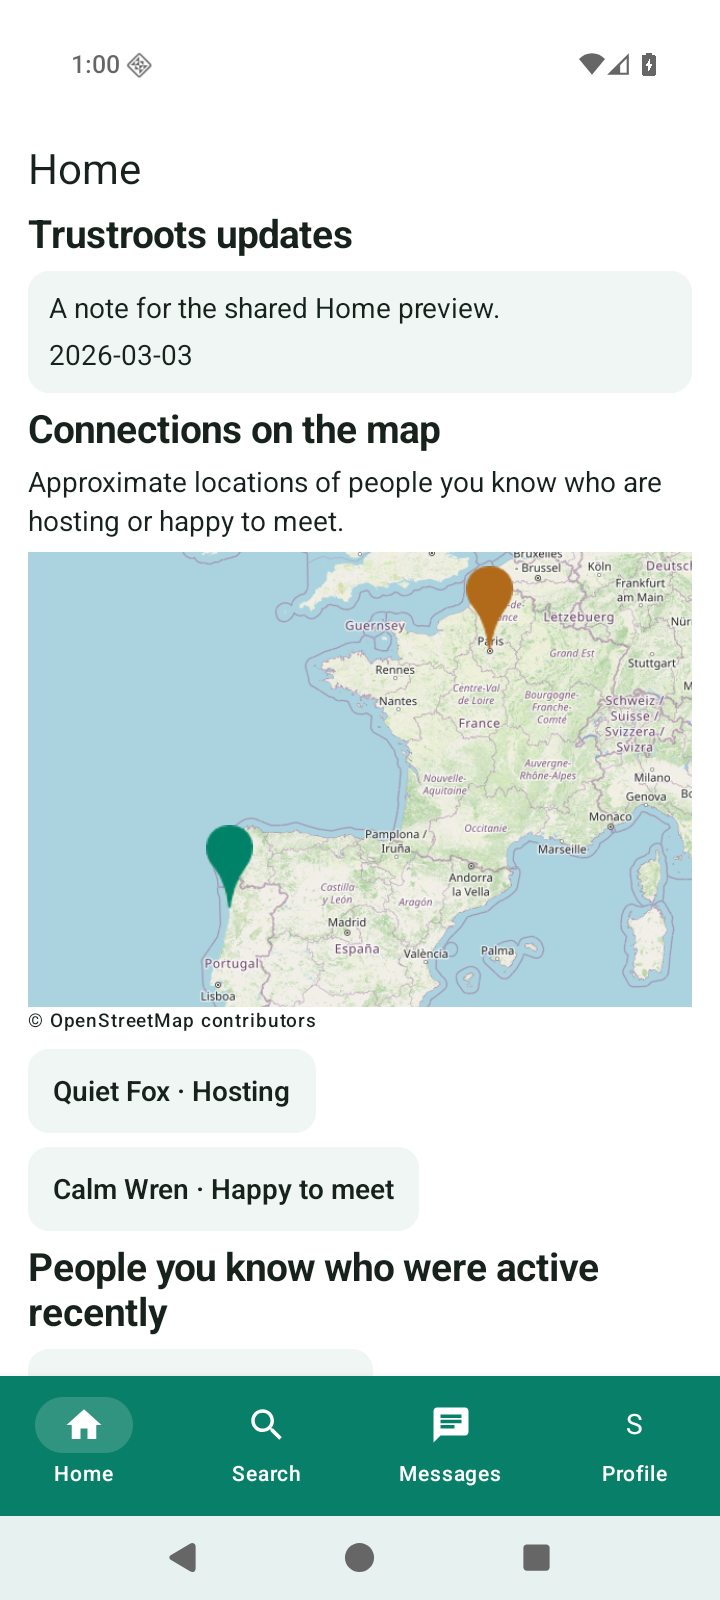 1:00
Home
Trustroots updates
A note for the shared Home preview.
2026-03-03
Connections on the map
Approximate locations of people you know who are
hosting or happy to meet.
Bruxelles
- Brussel
Köln
Deutschl
Frankfurt
am Main
-de-
nce
Letzebuerg
Nür
Guernsey
Paris
Grand Est
Stuttgart
Rennes
Centre-Val
de Loire
Bourgogne-
Franche-
Comté
M
Nantes
France
Schweiz /
Suisse /
Svizzera /
Svizra
Nouvelle-
Aquitaine
Auvergne-
Rhône-Alpes
Milano
Genova
Bo
Monaco
Occitanie
Pamplona /
Iruña
Marseille
Andorra
la Vella
Castilla
y León
Aragón
Madrid
España
València
Palma
Portugal
Lisboa
© OpenStreetMap contributors
Quiet Fox · Hosting
Calm Wren · Happy to meet
People you know who were active
recently
S
Home
Search
Messages
Profile